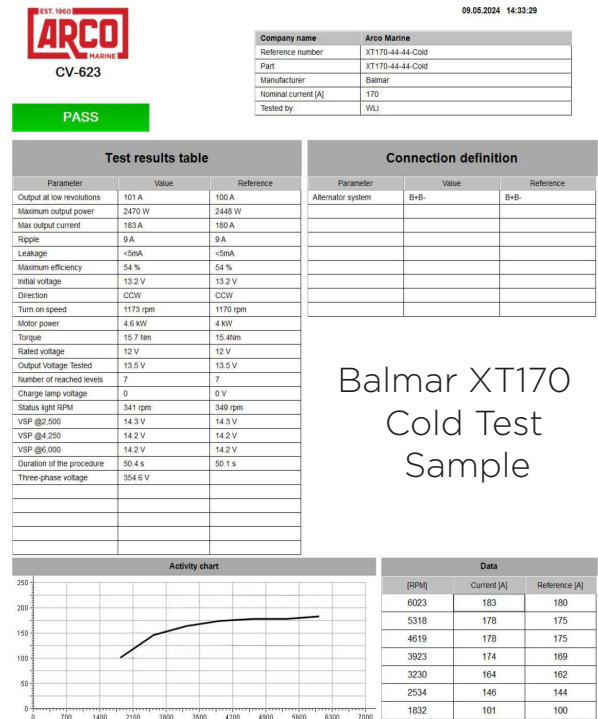 EST. 1960
ARCO
MARINE
CV-623
PASS
09.05.2024 14:33:29
Company name Arco Marine
Reference number XT170-44-44-Cold
Part XT170-44-44-Cold
Manufacturer Balmar
Nominal current [A] 170
Tested by: WLI
Test results table
Parameter Value Reference
Output at low revolutions 101 A 100 A
Maximum output power 2470 W 2448 W
Max output current 183 A 180 A
Ripple 9 A 9 A
Leakage <5mA <5mA
Maximum efficiency 54 % 54 %
Initial voltage 13.2 V 13.2 V
Direction CCW CCW
Turn on speed 1173 rpm 1170 rpm
Motor power 4.6 kW 4 kW
Torque 15.7 Nm 15.4Nm
Rated voltage 12 V 12 V
Output Voltage Tested 13.5 V 13.5 V
Number of reached levels 7 7
Charge lamp voltage 0 0 V
Status light RPM 341 rpm 349 rpm
VSP @2,500 14.3 V 14.3 V
VSP @4,250 14.2 V 14.2 V
VSP @6,000 14.2 V 14.2 V
Duration of the procedure 50.4 s 50.1 s
Three-phase voltage 354.6 V
Connection definition
Parameter Value Reference
Alternator system B+B- B+B-
Balmar XT170
Cold Test
Sample
Activity chart
250
200
150
100
50
0
0 700 1400 2100 2800 3500 4200 4900 5600 6300 7000
Data
[RPM] Current [A] Reference [A]
6023 183 180
5318 178 175
4619 178 175
3923 174 169
3230 164 162
2534 146 144
1832 101 100